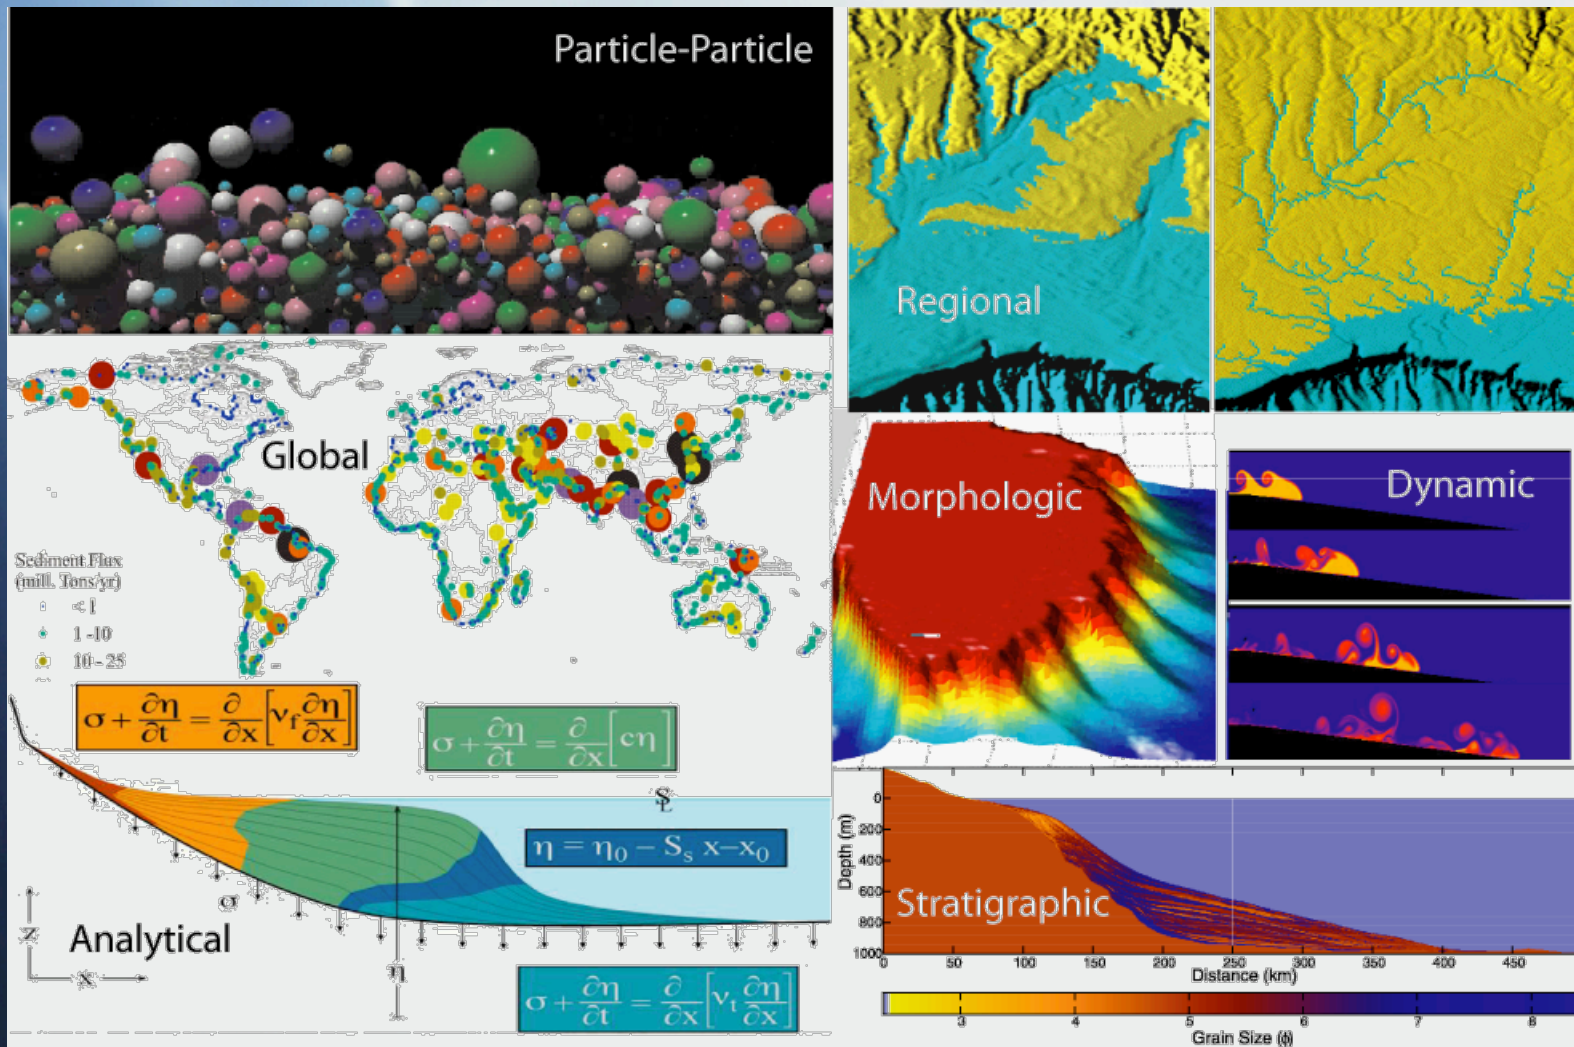 Particle-Particle
Regional
Global
Sediment Flux
(mill. Tons/yr)
< 1
1 -10
10 - 25
Morphologic
Dynamic
σ + ∂η/∂t = ∂/∂x [ν_f ∂η/∂x]
σ + ∂η/∂t = ∂/∂x [cη]
SL
η = η₀ − Sₛ x−x₀
σ
z
x
Analytical
η
σ + ∂η/∂t = ∂/∂x [ν_t ∂η/∂x]
Depth (m)
0
200
400
600
800
1000
Stratigraphic
0 50 100 150 200 250 300 350 400 450
Distance (km)
3 4 5 6 7 8
Grain Size (ϕ)